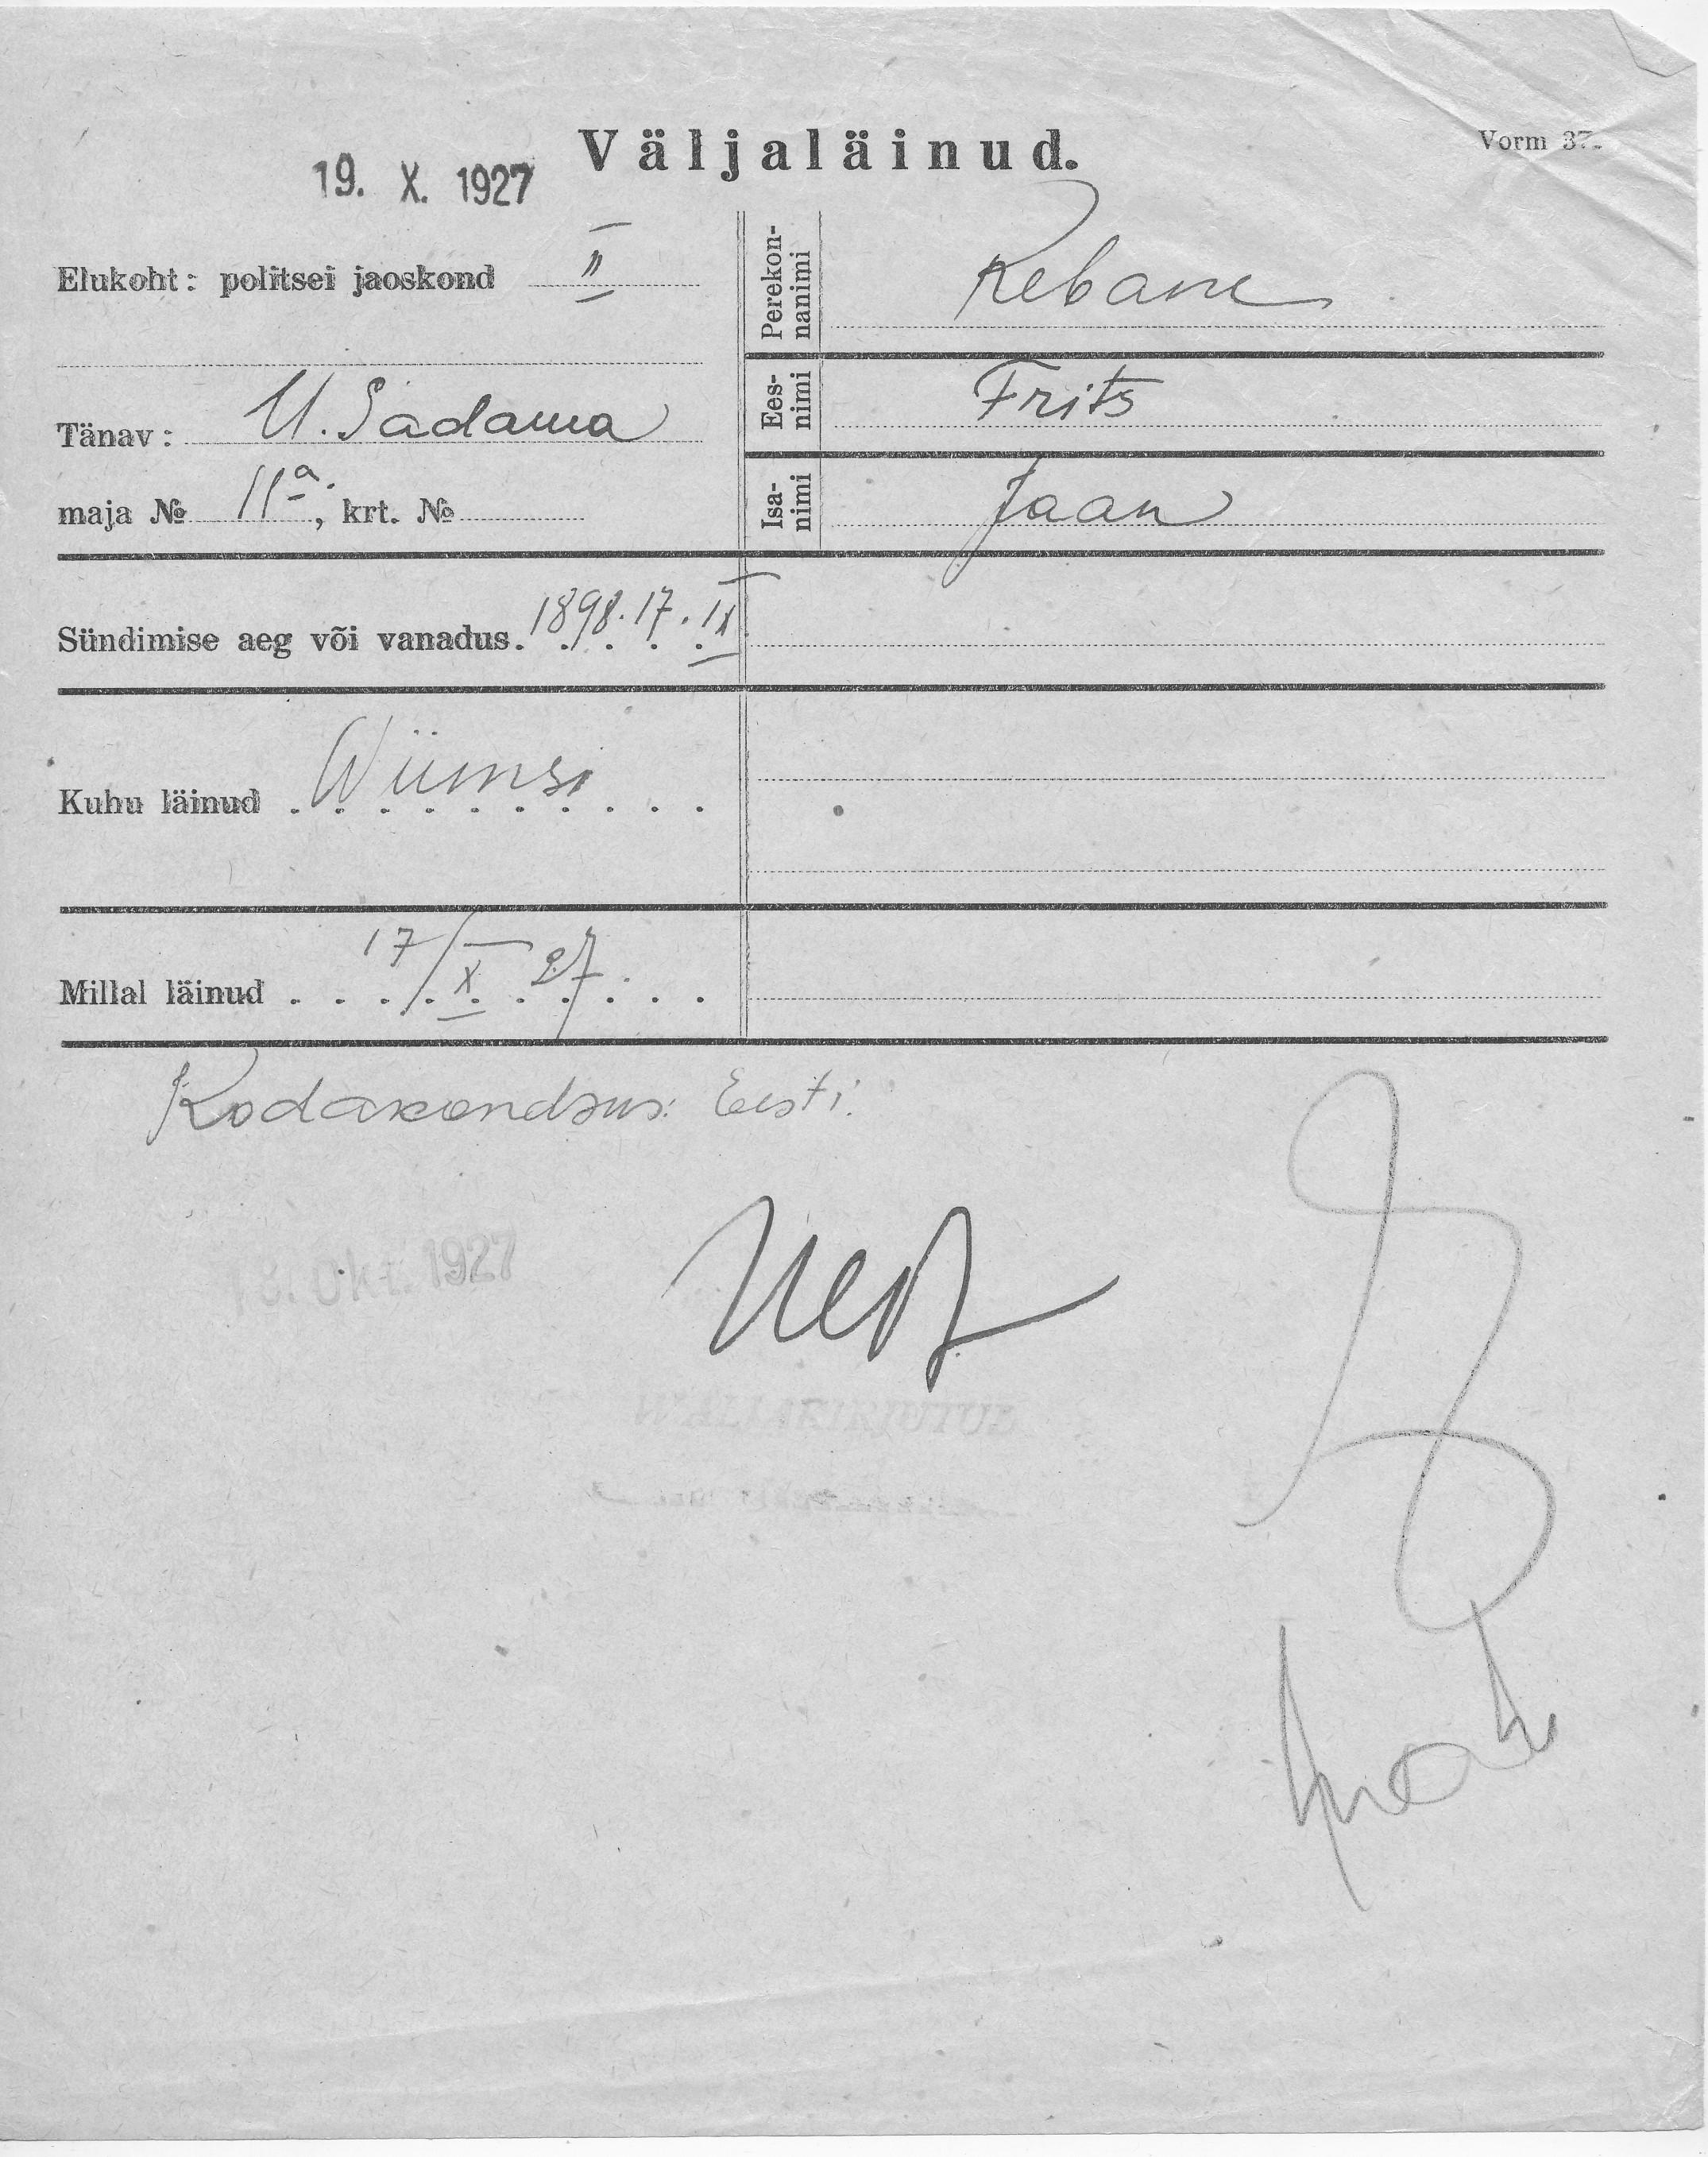 Väljaläinud.
Vorm 37.
19. X. 1927
Elukoht: politsei jaoskond II
Perekon-
nanimi
Rebane
Tänav: U. Sadama
Ees-
nimi
Frits
maja № 11a; krt. №
Isa-
nimi
Jaan
Sündimise aeg või vanadus. 1898. 17. IX
Kuhu läinud Wiimsi
Millal läinud 17/X 27.
Kodakondsus: Eesti.
18. Okt. 1927